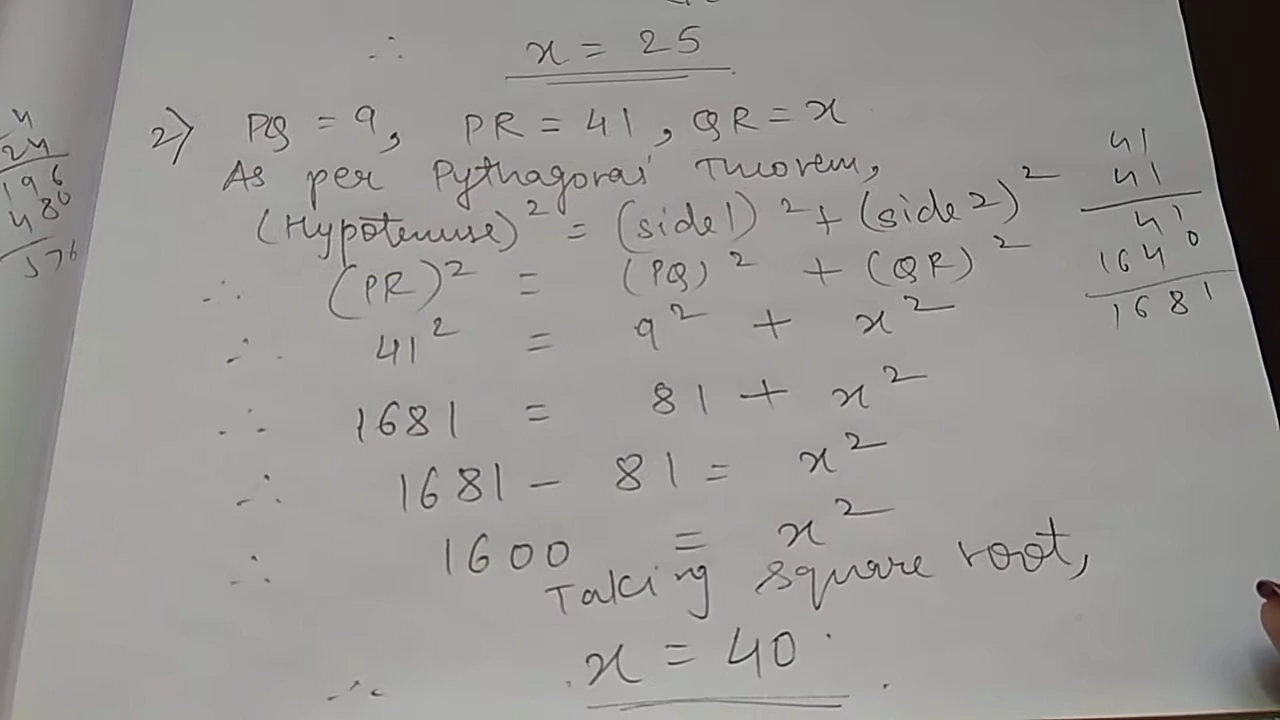 ∴ x = 25
2) PQ = 9, PR = 41, QR = x
As per Pythagoras' Theorem,
(Hypotenuse)² = (side1)² + (side 2)²
∴ (PR)² = (PQ)² + (QR)²
∴ 41² = 9² + x²
∴ 1681 = 81 + x²
∴ 1681 - 81 = x²
∴ 1600 = x²
Taking square root,
∴ x = 40
41
41
41
1640
1681
4
24
196
480
576